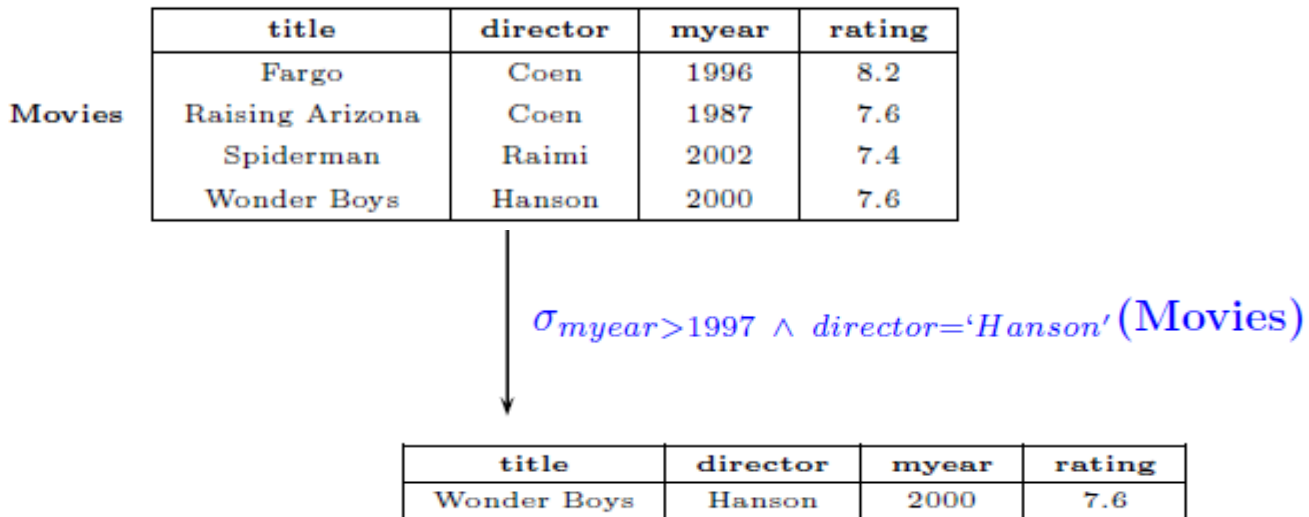 title director myear rating
Fargo Coen 1996 8.2
Movies Raising Arizona Coen 1987 7.6
Spiderman Raimi 2002 7.4
Wonder Boys Hanson 2000 7.6
σmyear>1997 ∧ director=‘Hanson′(Movies)
title director myear rating
Wonder Boys Hanson 2000 7.6